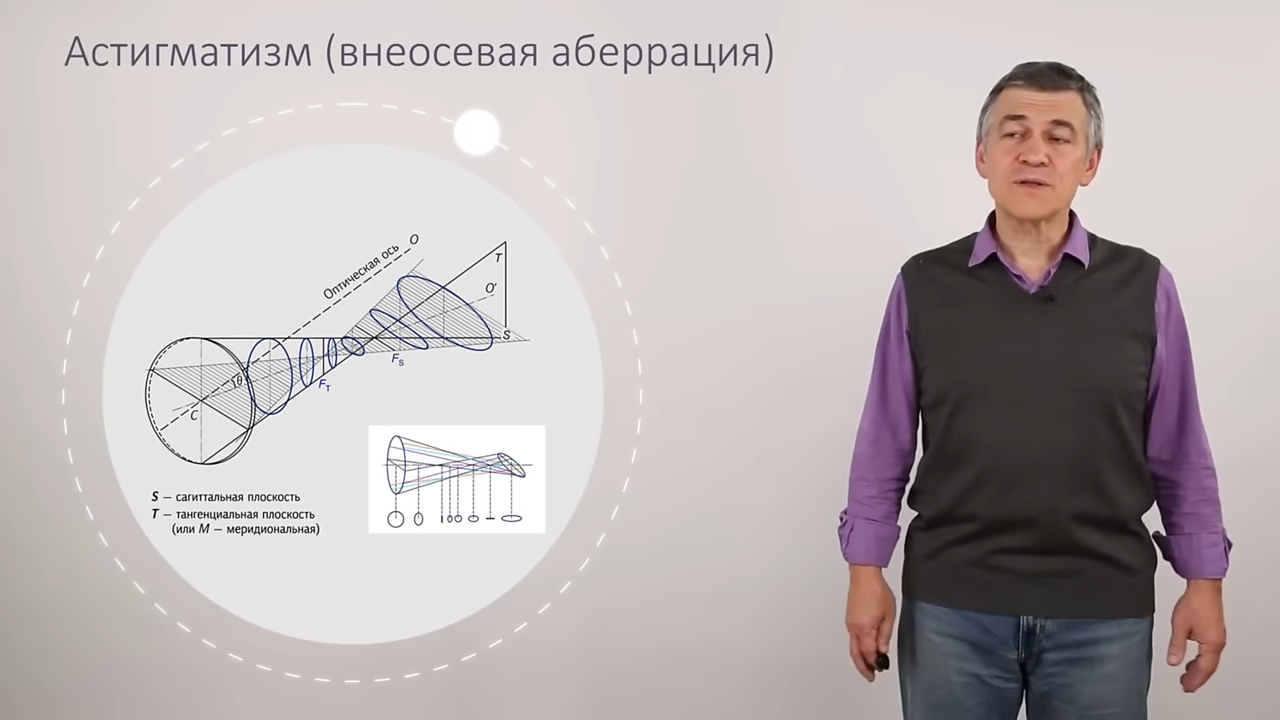 Астигматизм (внеосевая аберрация)
Оптическая ось O
T
O'
S
F_S
F_T
θ
C
S – сагиттальная плоскость
T – тангенциальная плоскость
(или M – меридиональная)